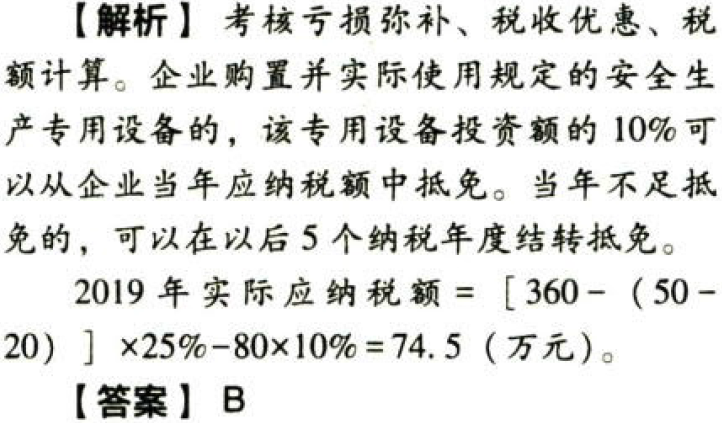 【解析】 考核亏损弥补、税收优惠、税
额计算。企业购置并实际使用规定的安全生
产专用设备的，该专用设备投资额的 10%可
以从企业当年应纳税额中抵免。当年不足抵
免的，可以在以后 5 个纳税年度结转抵免。
2019 年实际应纳税额 = ［360-（50-
20）］×25%-80×10%=74.5（万元）。
【答案】 B